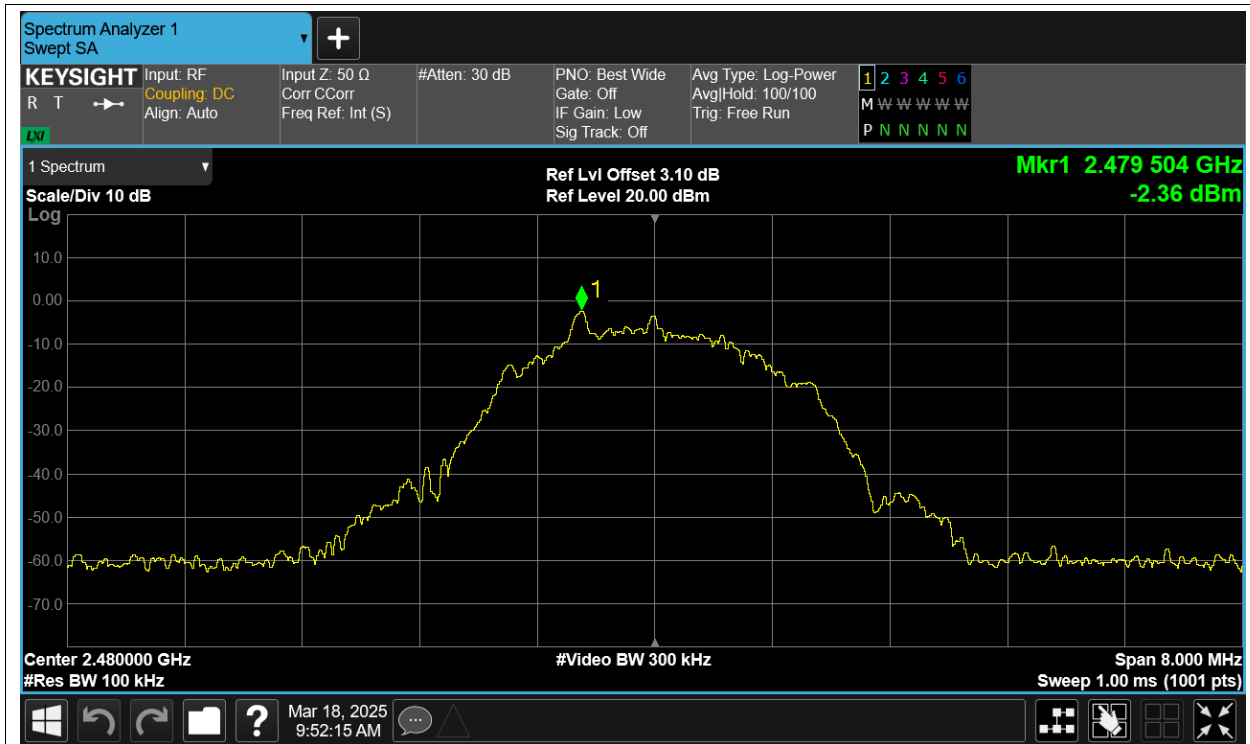 Spectrum Analyzer 1
Swept SA
▼
+
KEYSIGHT
R T
LXI
Input: RF
Coupling: DC
Align: Auto
Input Z: 50 Ω
Corr CCorr
Freq Ref: Int (S)
#Atten: 30 dB
PNO: Best Wide
Gate: Off
IF Gain: Low
Sig Track: Off
Avg Type: Log-Power
Avg|Hold: 100/100
Trig: Free Run
1 2 3 4 5 6
M W W W W W
P N N N N N
1 Spectrum ▼
Scale/Div 10 dB
Ref Lvl Offset 3.10 dB
Ref Level 20.00 dBm
Mkr1 2.479 504 GHz
-2.36 dBm
Log
10.0
0.00
-10.0
-20.0
-30.0
-40.0
-50.0
-60.0
-70.0
1
Center 2.480000 GHz
#Res BW 100 kHz
#Video BW 300 kHz
Span 8.000 MHz
Sweep 1.00 ms (1001 pts)
?
Mar 18, 2025
9:52:15 AM